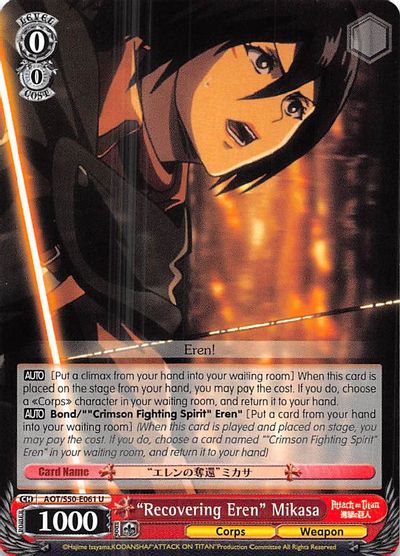 LEVEL
0
0
COST
Eren!
AUTO [Put a climax from your hand into your waiting room] When this card is
placed on the stage from your hand, you may pay the cost. If you do, choose
a «Corps» character in your waiting room, and return it to your hand.
AUTO Bond/""Crimson Fighting Spirit" Eren" [Put a card from your hand
into your waiting room] (When this card is played and placed on the stage,
you may pay the cost. If you do, choose a card named ""Crimson Fighting Spirit"
Eren" in your waiting room, and return it to your hand)
Card Name
“エレンの奪還” ミカサ
CH AOT/S50-E061 U
POWER
1000
SOUL
“Recovering Eren” Mikasa
Attack on Titan
進撃の巨人
Corps
Weapon
©Hajime Isayama,KODANSHA/"ATTACK ON TITAN"Production Committee All Rights Reserved.